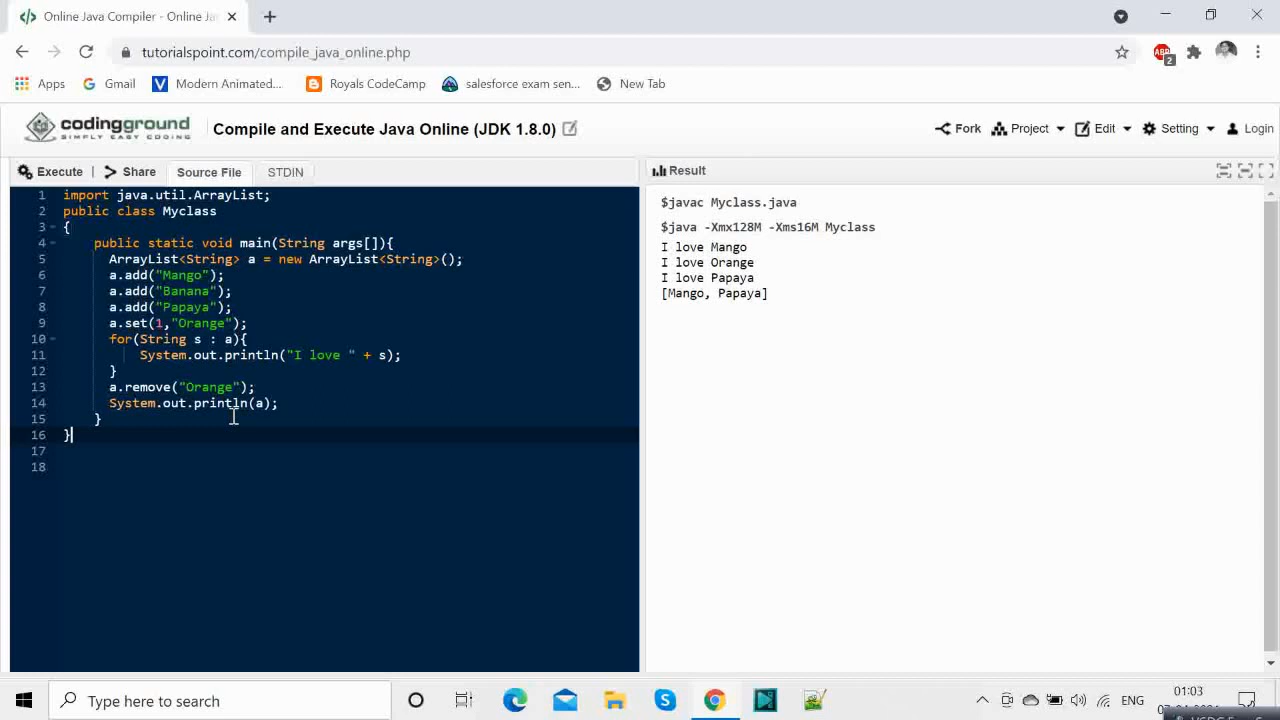 Online Java Compiler - Online Ja
tutorialspoint.com/compile_java_online.php
ABP
2
Apps
Gmail
Modern Animated...
Royals CodeCamp
salesforce exam sen...
New Tab
codingground
SIMPLY EASY CODING
Compile and Execute Java Online (JDK 1.8.0)
Fork
Project
Edit
Setting
Login
Execute | Share Source File STDIN
Result
1 import java.util.ArrayList;
2 public class Myclass
3 {
4 public static void main(String args[]){
5 ArrayList<String> a = new ArrayList<String>();
6 a.add("Mango");
7 a.add("Banana");
8 a.add("Papaya");
9 a.set(1,"Orange");
10 for(String s : a){
11 System.out.println("I love " + s);
12 }
13 a.remove("Orange");
14 System.out.println(a);
15 }
16 }
17
18
$javac Myclass.java
$java -Xmx128M -Xms16M Myclass
I love Mango
I love Orange
I love Papaya
[Mango, Papaya]
Type here to search
ENG
01:03